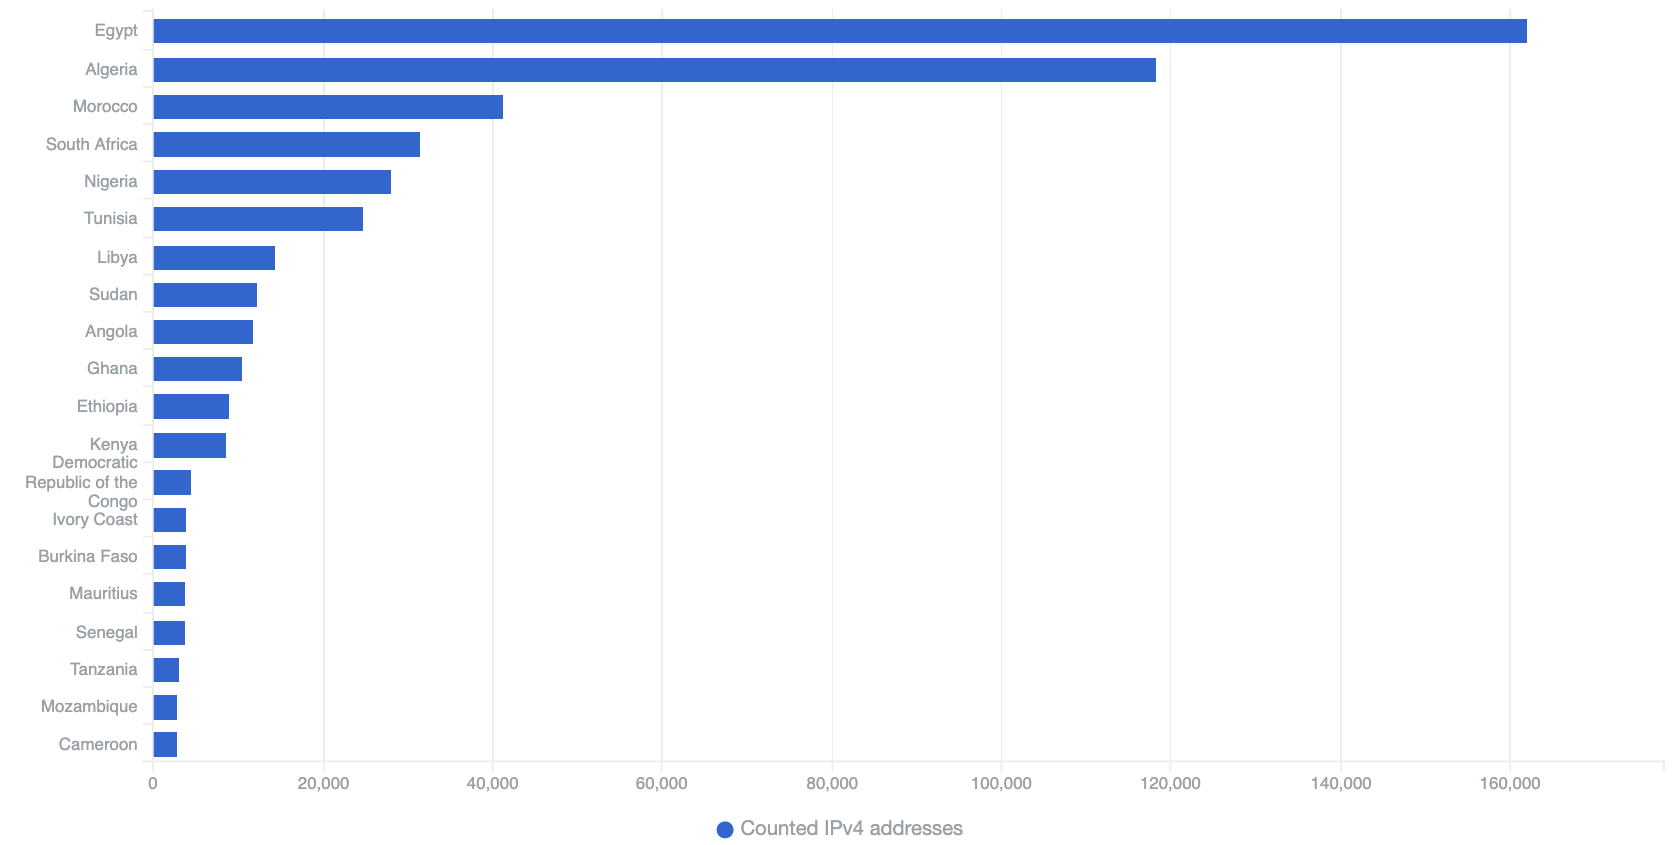 Egypt
Algeria
Morocco
South Africa
Nigeria
Tunisia
Libya
Sudan
Angola
Ghana
Ethiopia
Kenya
Democratic
Republic of the
Congo
Ivory Coast
Burkina Faso
Mauritius
Senegal
Tanzania
Mozambique
Cameroon
0 20,000 40,000 60,000 80,000 100,000 120,000 140,000 160,000
Counted IPv4 addresses